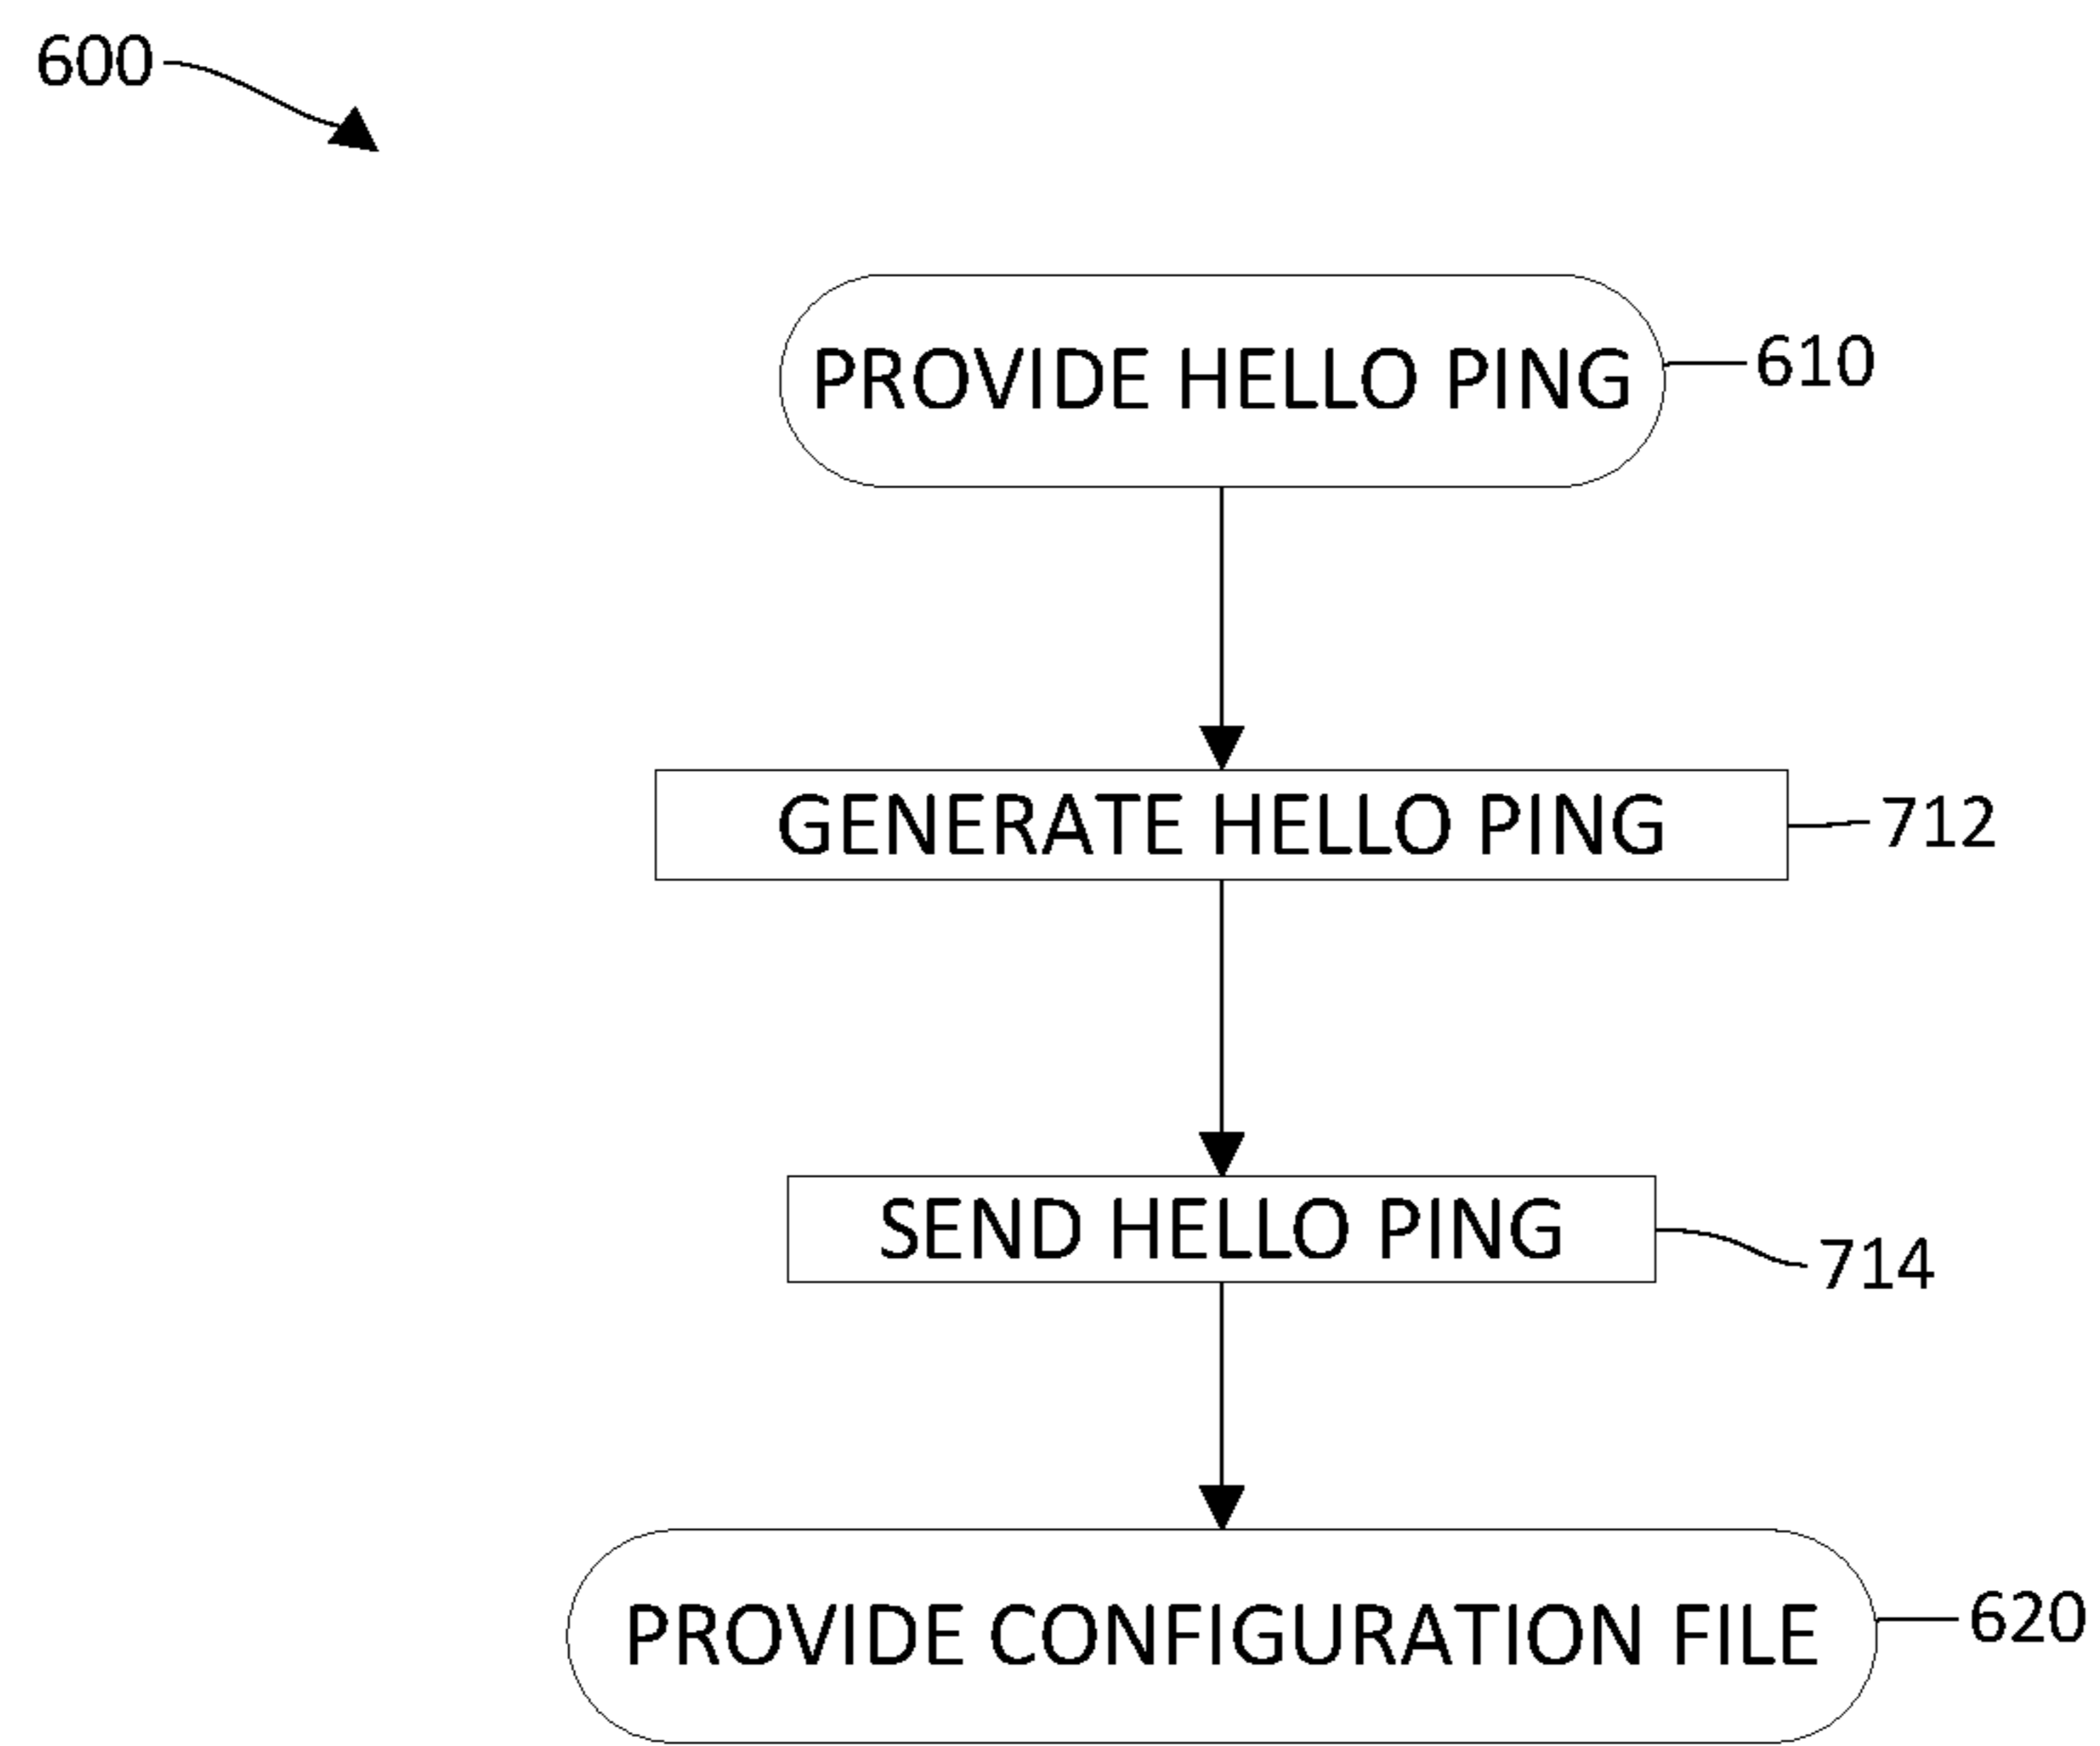 600
PROVIDE HELLO PING
610
GENERATE HELLO PING
712
SEND HELLO PING
714
PROVIDE CONFIGURATION FILE
620